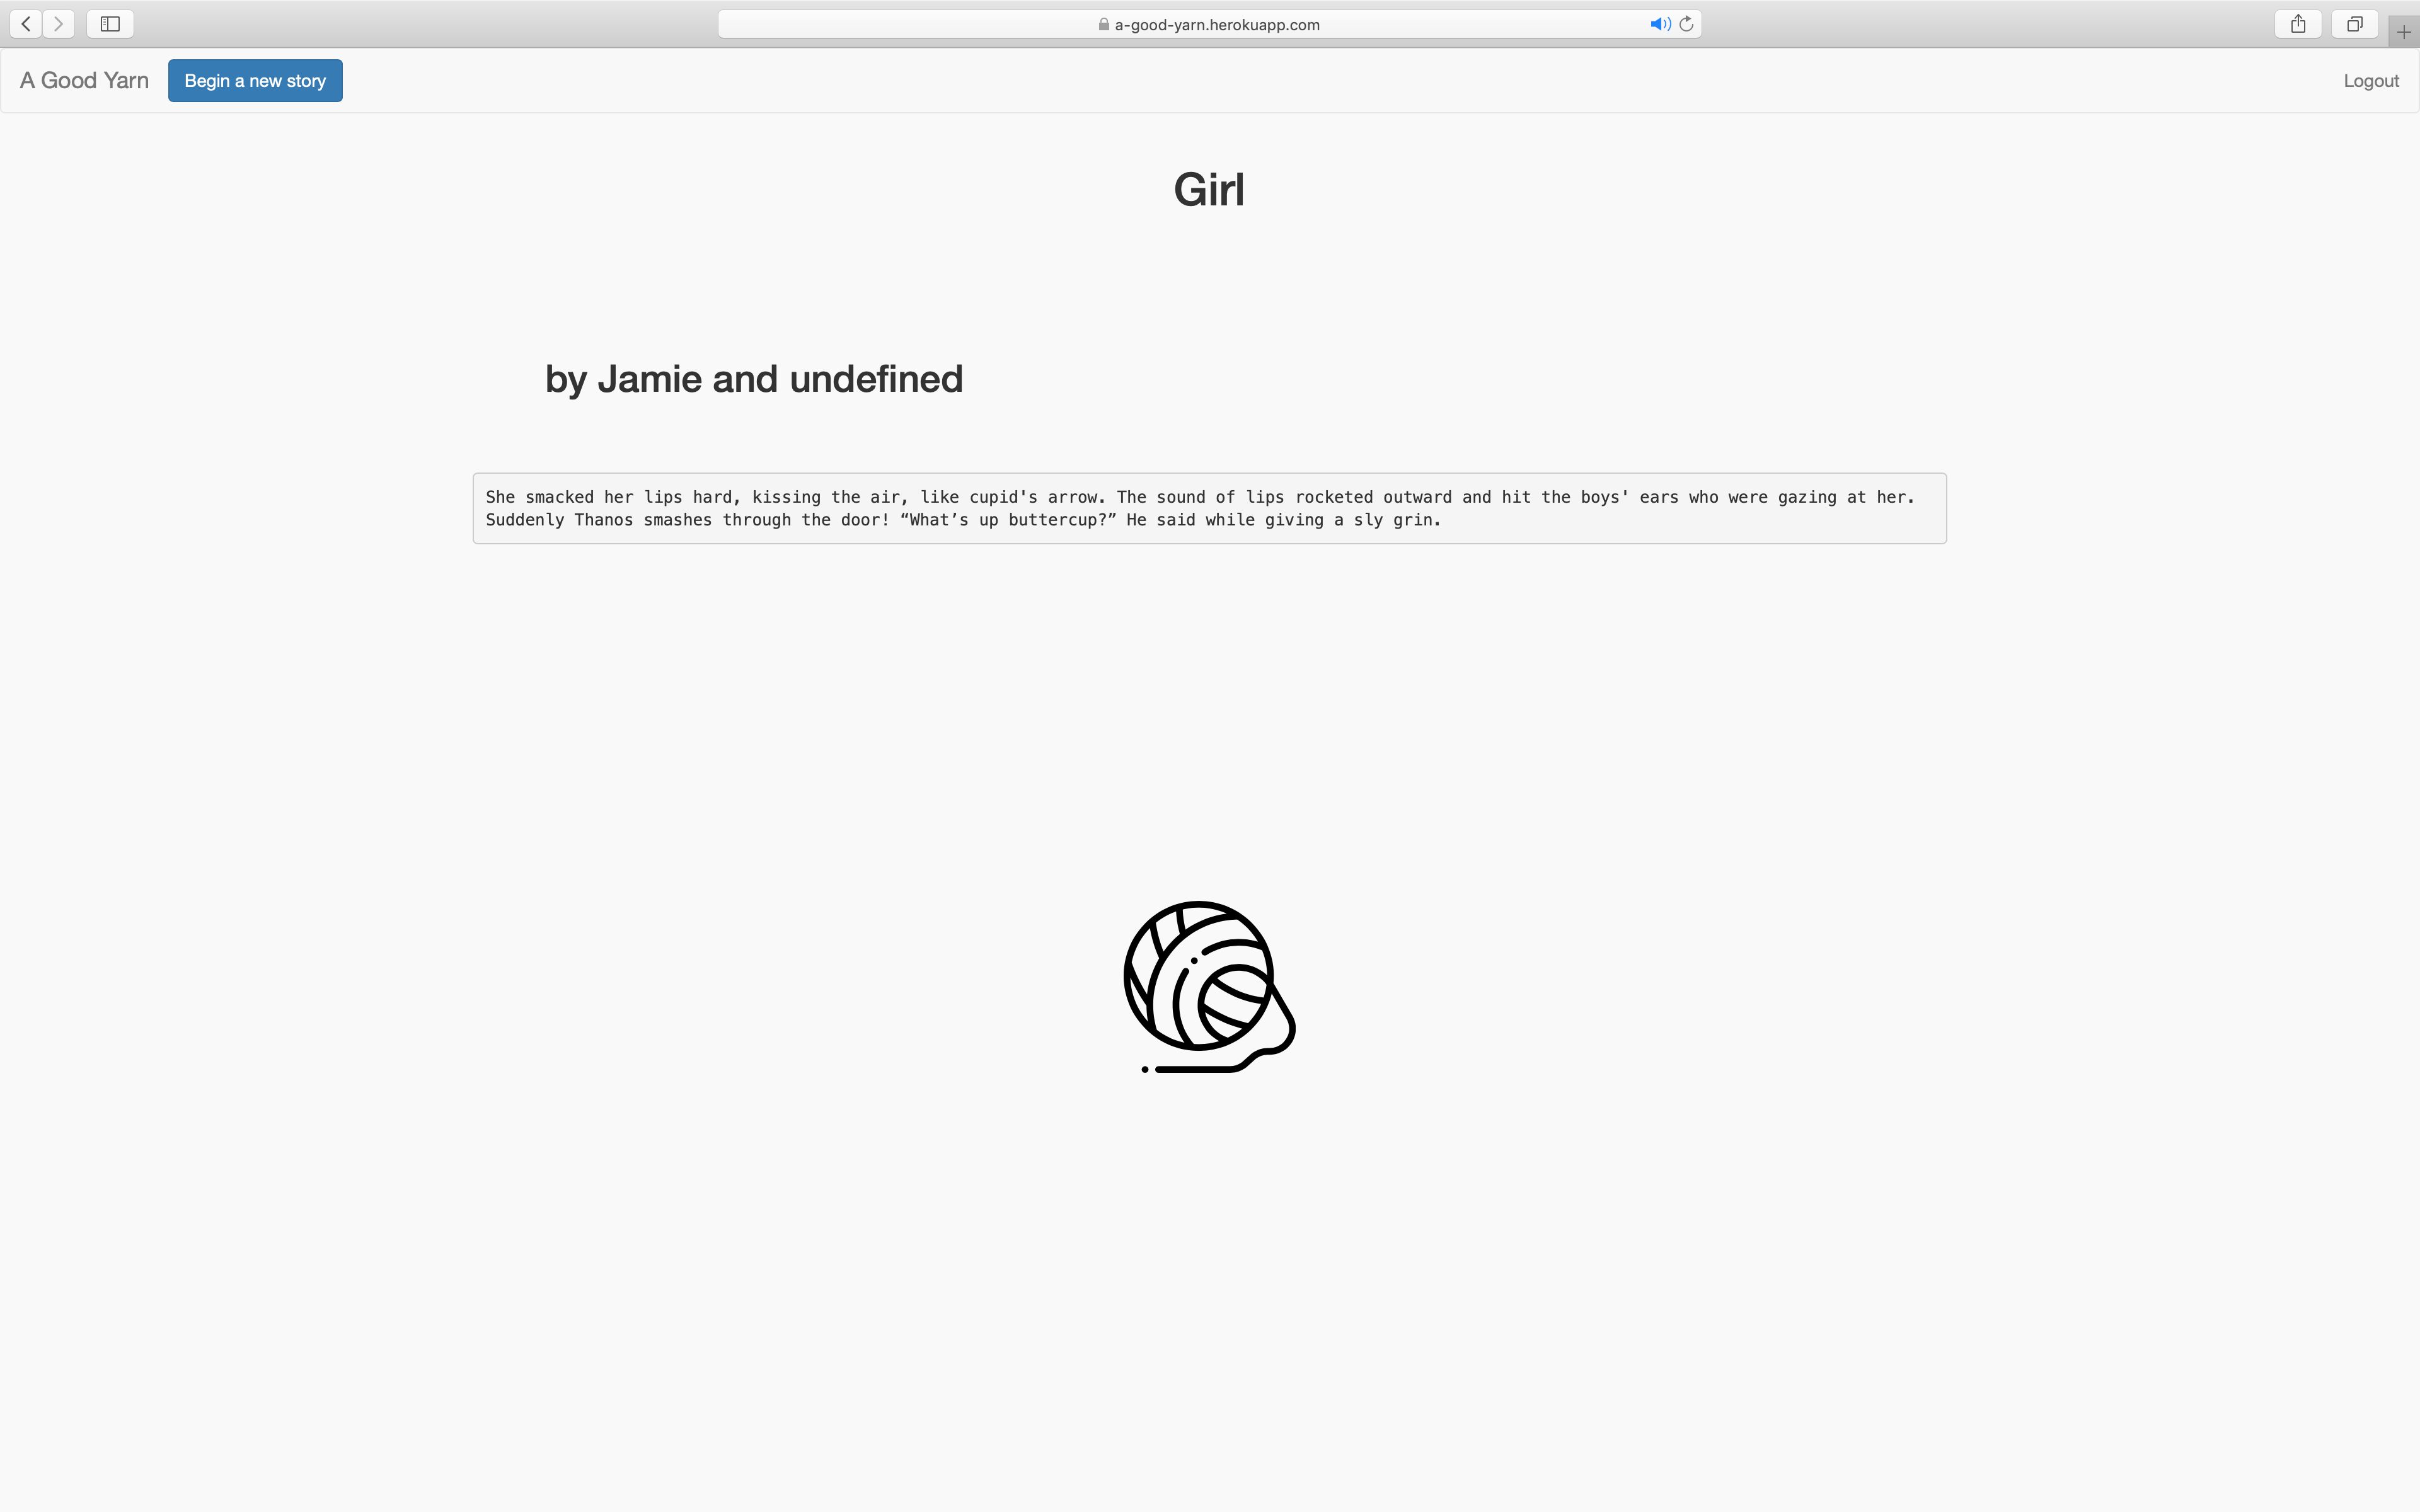 a-good-yarn.herokuapp.com
A Good Yarn
Begin a new story
Logout
Girl
by Jamie and undefined
She smacked her lips hard, kissing the air, like cupid's arrow. The sound of lips rocketed outward and hit the boys' ears who were gazing at her.
Suddenly Thanos smashes through the door! “What’s up buttercup?” He said while giving a sly grin.